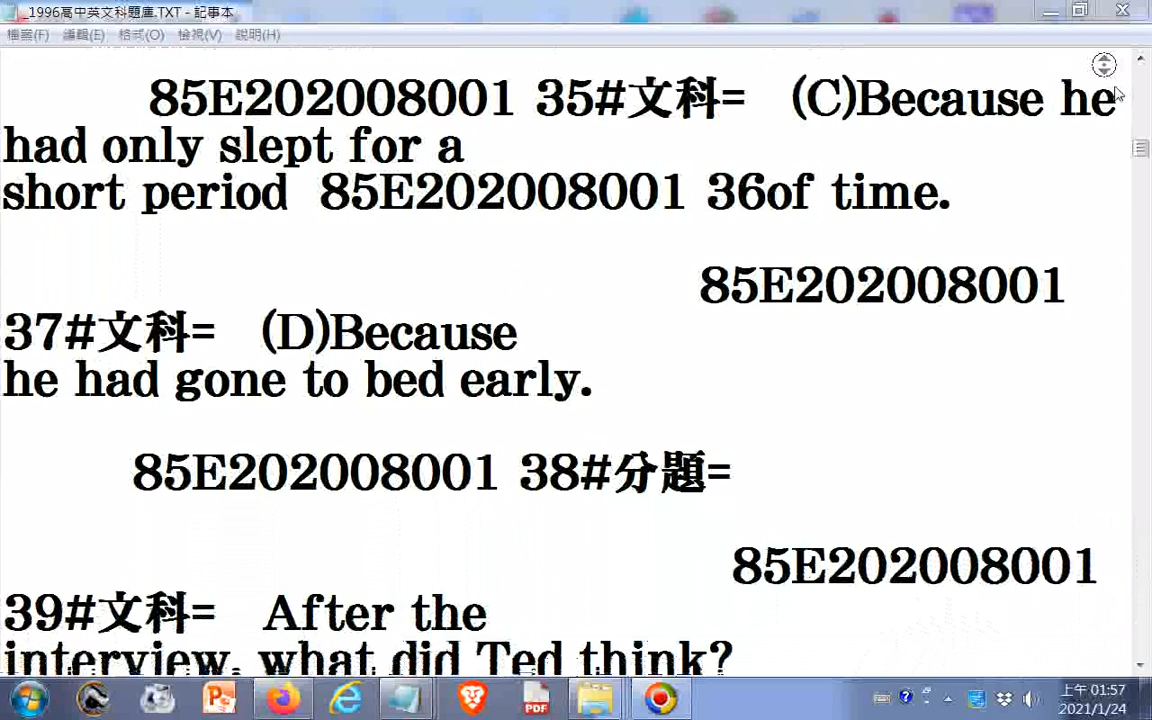 _1996高中英文科題庫.TXT - 記事本
檔案(F) 編輯(E) 格式(O) 檢視(V) 說明(H)
85E202008001 35#文科= (C)Because he
had only slept for a
short period 85E202008001 36of time.
85E202008001
37#文科= (D)Because
he had gone to bed early.
85E202008001 38#分題=
85E202008001
39#文科= After the
interview, what did Ted think?
PDF
上午 01:57
2021/1/24